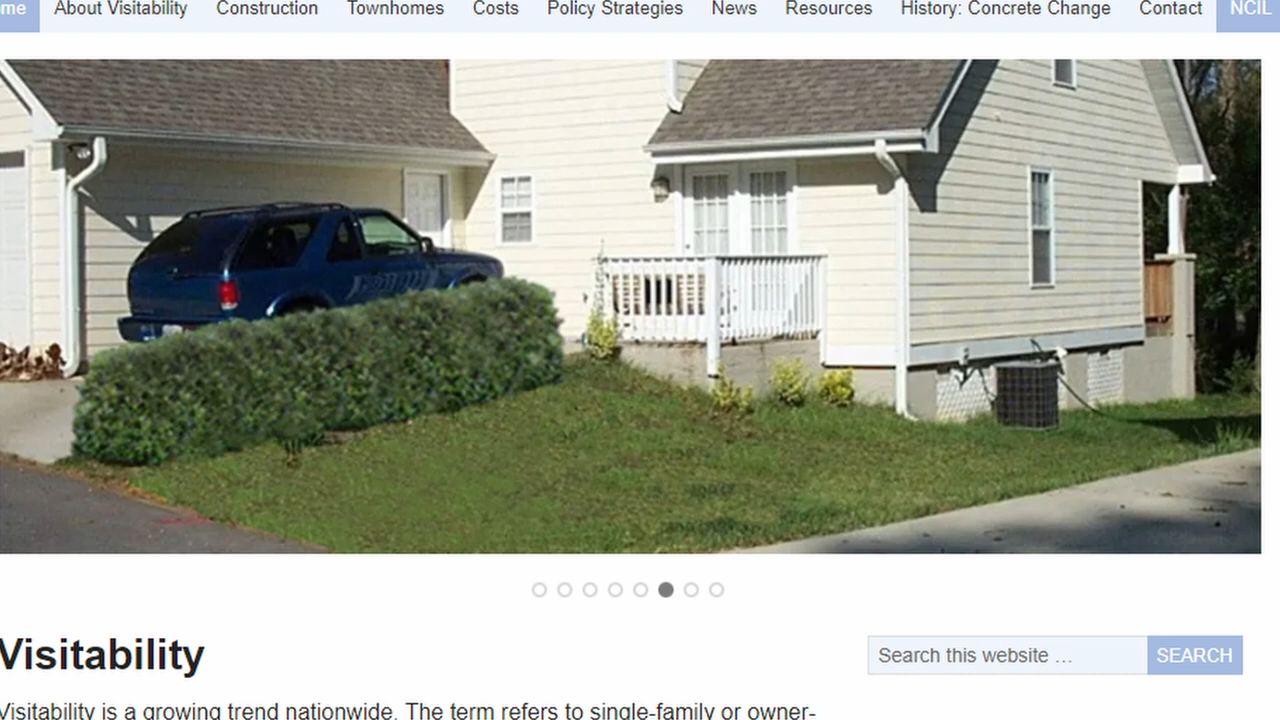 me About Visitability Construction Townhomes Costs Policy Strategies News Resources History: Concrete Change Contact NCIL
Visitability
Search this website ... SEARCH
Visitability is a growing trend nationwide. The term refers to single-family or owner-